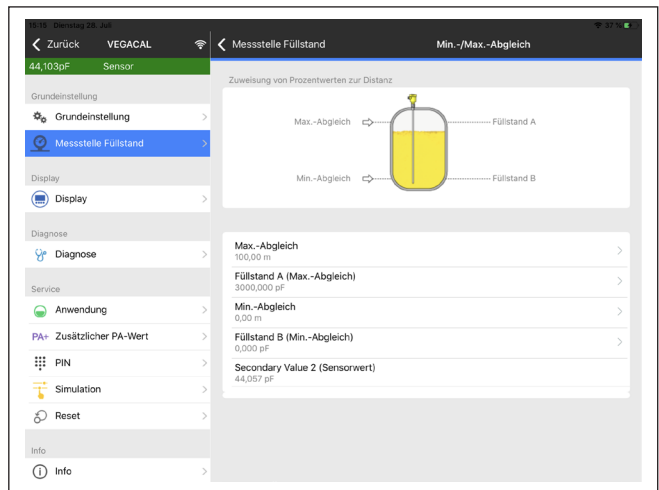 15:15 Dienstag 28. Juli
37 %
Zurück VEGACAL
44,103pF Sensor
Grundeinstellung
Grundeinstellung
Messstelle Füllstand
Display
Display
Diagnose
Diagnose
Service
Anwendung
PA+ Zusätzlicher PA-Wert
PIN
Simulation
Reset
Info
Info
Messstelle Füllstand Min.-/Max.-Abgleich
Zuweisung von Prozentwerten zur Distanz
Max.-Abgleich Füllstand A
Min.-Abgleich Füllstand B
Max.-Abgleich
100,00 m
Füllstand A (Max.-Abgleich)
3000,000 pF
Min.-Abgleich
0,00 m
Füllstand B (Min.-Abgleich)
0,000 pF
Secondary Value 2 (Sensorwert)
44,057 pF